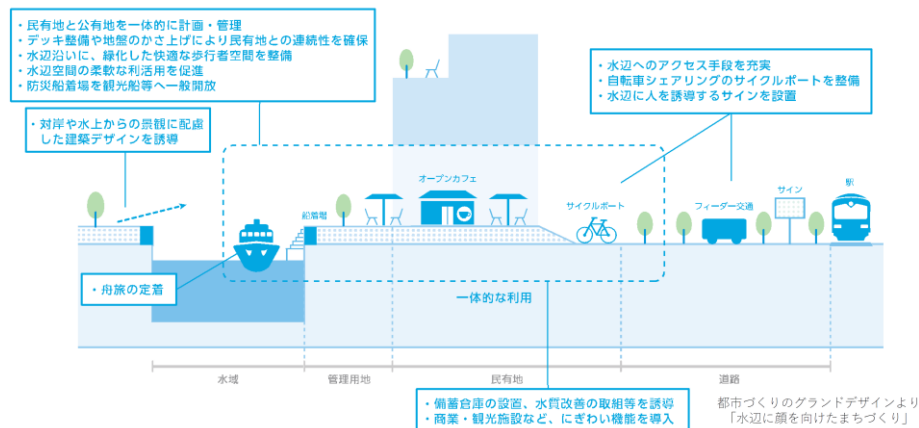 ・民有地と公有地を一体的に計画・管理
・デッキ整備や地盤のかさ上げにより民有地との連続性を確保
・水辺沿いに、緑化した快適な歩行者空間を整備
・水辺空間の柔軟な利活用を促進
・防災船着場を観光船等へ一般開放
・対岸や水上からの景観に配慮
した建築デザインを誘導
・水辺へのアクセス手段を充実
・自転車シェアリングのサイクルポートを整備
・水辺に人を誘導するサインを設置
オープンカフェ
船着場
サイクルポート
フィーダー交通
サイン
駅
・舟旅の定着
一体的な利用
水域
管理用地
民有地
道路
・備蓄倉庫の設置、水質改善の取組等を誘導
・商業・観光施設など、にぎわい機能を導入
都市づくりのグランドデザインより
「水辺に顔を向けたまちづくり」